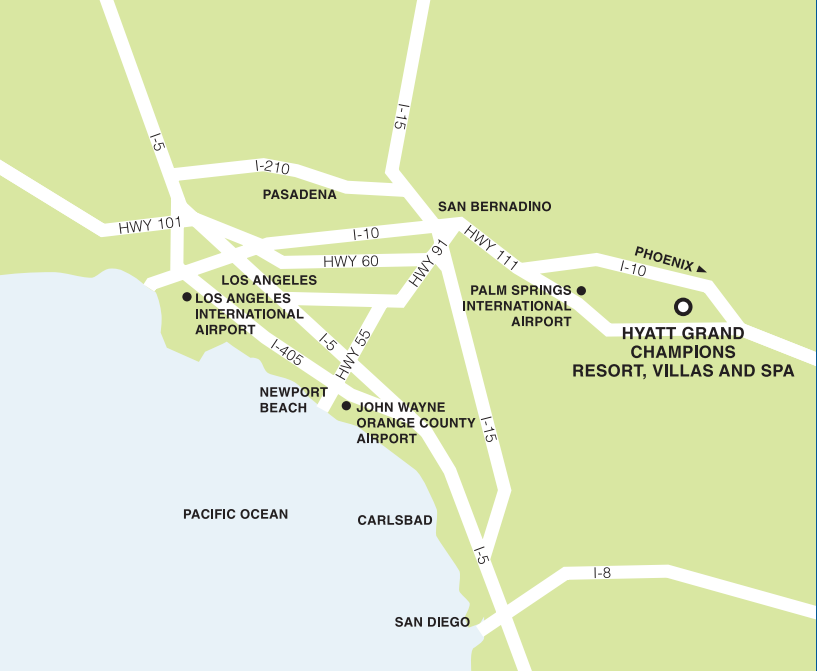 I-15
I-5
I-210
PASADENA
SAN BERNADINO
HWY 101
I-10
HWY 111
HWY 91
PHOENIX
I-10
HWY 60
LOS ANGELES
LOS ANGELES
INTERNATIONAL
AIRPORT
PALM SPRINGS
INTERNATIONAL
AIRPORT
HYATT GRAND
CHAMPIONS
RESORT, VILLAS AND SPA
I-5
I-405
HWY 55
NEWPORT
BEACH
JOHN WAYNE
ORANGE COUNTY
AIRPORT
I-15
PACIFIC OCEAN
CARLSBAD
I-5
I-8
SAN DIEGO